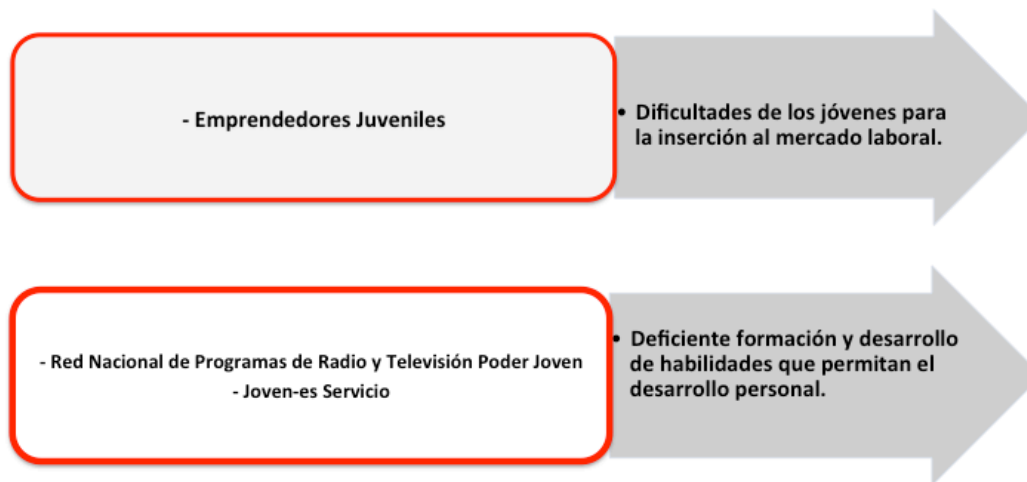 - Emprendedores Juveniles
• Dificultades de los jóvenes para
la inserción al mercado laboral.
- Red Nacional de Programas de Radio y Televisión Poder Joven
- Joven-es Servicio
• Deficiente formación y desarrollo
de habilidades que permitan el
desarrollo personal.